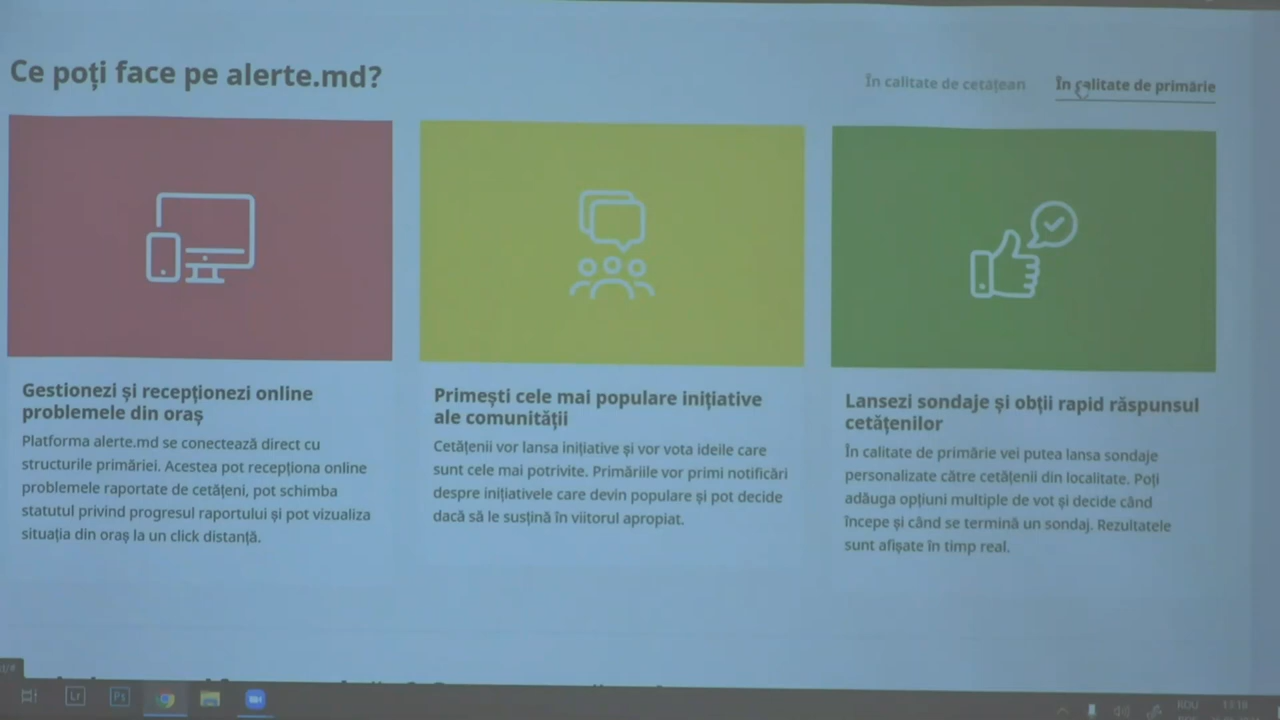 Ce poți face pe alerte.md?
În calitate de cetățean
În calitate de primărie
Gestionezi și recepționezi online
problemele din oraș
Platforma alerte.md se conectează direct cu
structurile primăriei. Acestea pot recepționa online
problemele raportate de cetățeni, pot schimba
statutul privind progresul raportului și pot vizualiza
situația din oraș la un click distanță.
Primești cele mai populare inițiative
ale comunității
Cetățenii vor lansa inițiative și vor vota ideile care
sunt cele mai potrivite. Primăriile vor primi notificări
despre inițiativele care devin populare și pot decide
dacă să le susțină în viitorul apropiat.
Lansezi sondaje și obții rapid răspunsul
cetățenilor
În calitate de primărie vei putea lansa sondaje
personalizate către cetățenii din localitate. Poți
adăuga opțiuni multiple de vot și decide când
începe și când se termină un sondaj. Rezultatele
sunt afișate în timp real.
Lr
Ps
ROU
13:18